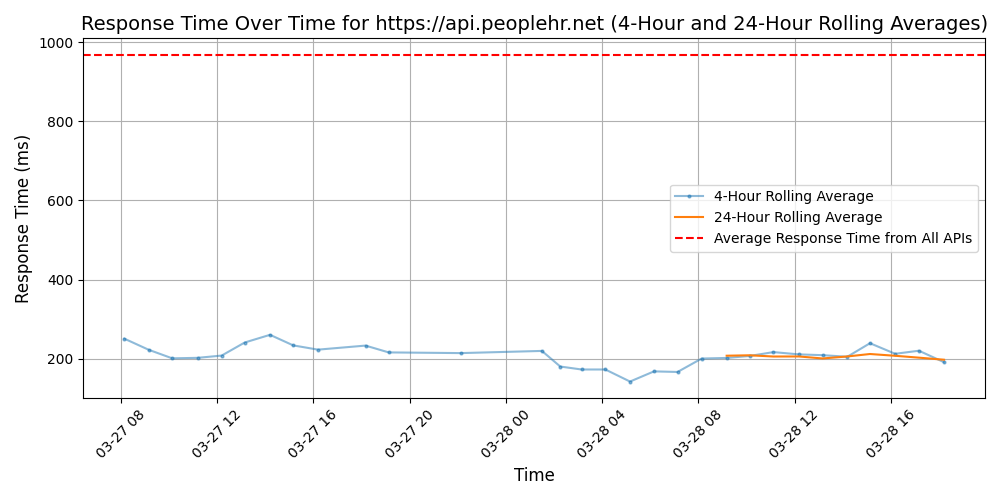 Response Time Over Time for https://api.peoplehr.net (4-Hour and 24-Hour Rolling Averages)
Response Time (ms)
1000
800
600
400
200
4-Hour Rolling Average
24-Hour Rolling Average
Average Response Time from All APIs
03-27 08
03-27 12
03-27 16
03-27 20
03-28 00
03-28 04
03-28 08
03-28 12
03-28 16
Time